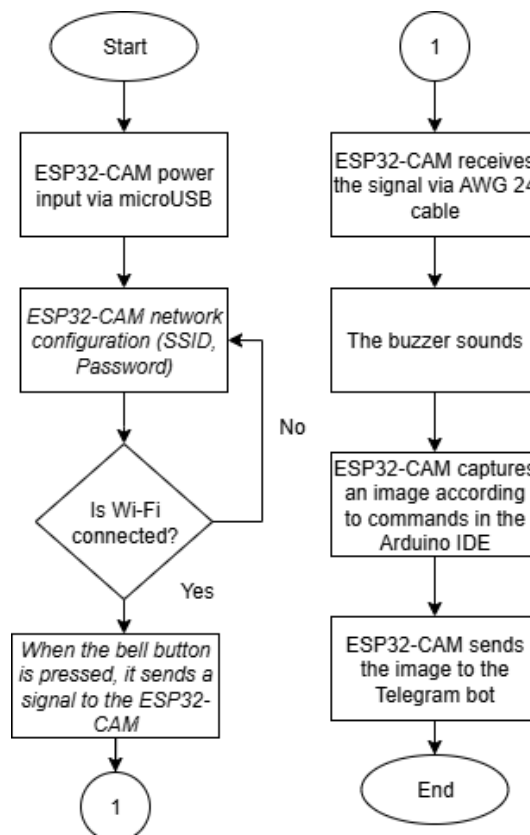 Start
ESP32-CAM power
input via microUSB
ESP32-CAM network
configuration (SSID,
Password)
No
Is Wi-Fi
connected?
Yes
When the bell button
is pressed, it sends a
signal to the ESP32-
CAM
1
1
ESP32-CAM receives
the signal via AWG 24
cable
The buzzer sounds
ESP32-CAM captures
an image according
to commands in the
Arduino IDE
ESP32-CAM sends
the image to the
Telegram bot
End